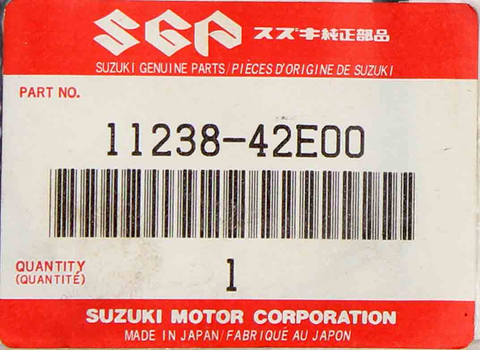 SGP スズキ純正部品
SUZUKI GENUINE PARTS/PIÈCES D'ORIGINE DE SUZUKI
PART NO.
11238-42E00
QUANTITY 1
(QUANTITÉ)
SUZUKI MOTOR CORPORATION
MADE IN JAPAN/FABRIQUÉ AU JAPON